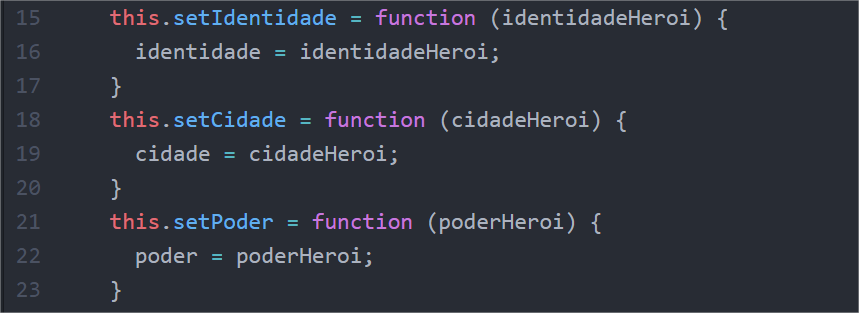 15 this.setIdentidade = function (identidadeHeroi) {
16 identidade = identidadeHeroi;
17 }
18 this.setCidade = function (cidadeHeroi) {
19 cidade = cidadeHeroi;
20 }
21 this.setPoder = function (poderHeroi) {
22 poder = poderHeroi;
23 }